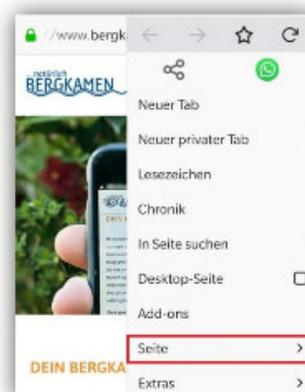 //www.bergk
natürlich
BERGKAMEN
Neuer Tab
Neuer privater Tab
Lesezeichen
Chronik
In Seite suchen
Desktop-Seite
Add-ons
Seite
Extras
DEIN BERGKA